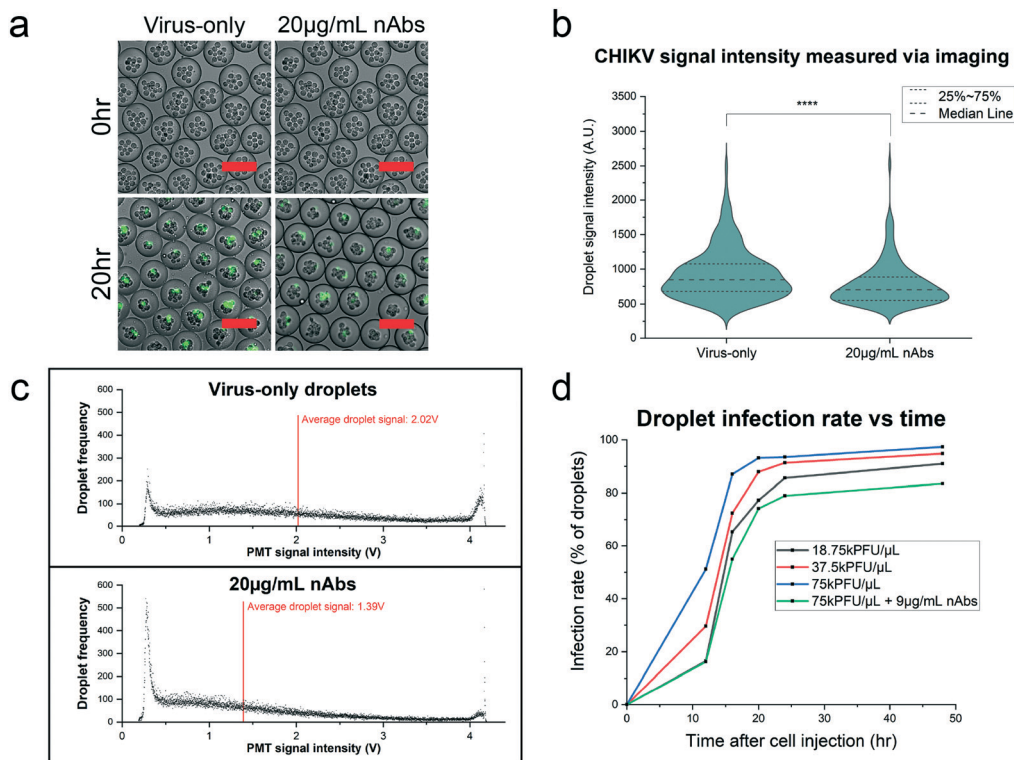 a
Virus-only
20µg/mL nAbs
0hr
20hr
b
CHIKV signal intensity measured via imaging
Droplet signal intensity (A.U.)
3500
3000
2500
2000
1500
1000
500
0
****
25%~75%
Median Line
Virus-only
20µg/mL nAbs
c
Virus-only droplets
Average droplet signal: 2.02V
Droplet frequency
600
500
400
300
200
100
0
0
1
2
3
4
PMT signal intensity (V)
20µg/mL nAbs
Average droplet signal: 1.39V
Droplet frequency
600
500
400
300
200
100
0
0
1
2
3
4
PMT signal intensity (V)
d
Droplet infection rate vs time
Infection rate (% of droplets)
100
80
60
40
20
0
18.75kPFU/µL
37.5kPFU/µL
75kPFU/µL
75kPFU/µL + 9µg/mL nAbs
0
10
20
30
40
50
Time after cell injection (hr)